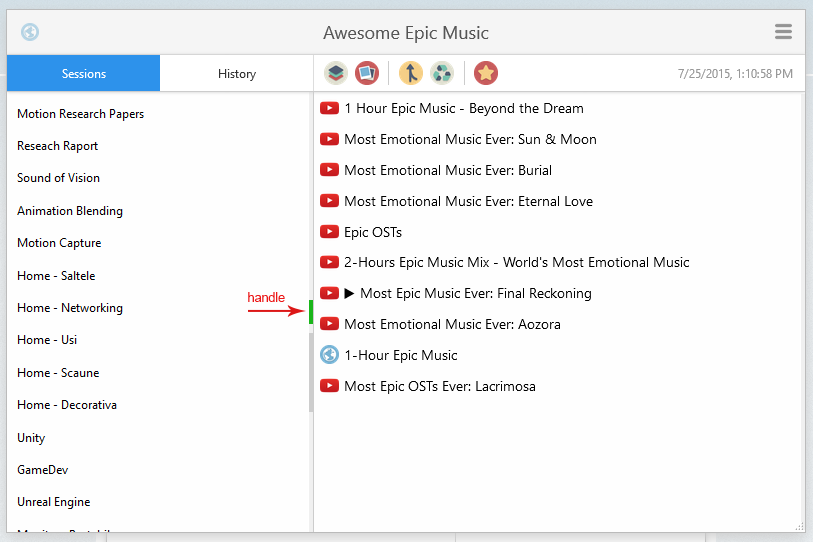 Awesome Epic Music
Sessions
History
7/25/2015, 1:10:58 PM
Motion Research Papers
Reseach Raport
Sound of Vision
Animation Blending
Motion Capture
Home - Saltele
Home - Networking
Home - Usi
Home - Scaune
Home - Decorativa
Unity
GameDev
Unreal Engine
handle
1 Hour Epic Music - Beyond the Dream
Most Emotional Music Ever: Sun & Moon
Most Emotional Music Ever: Burial
Most Emotional Music Ever: Eternal Love
Epic OSTs
2-Hours Epic Music Mix - World's Most Emotional Music
▶ Most Epic Music Ever: Final Reckoning
Most Emotional Music Ever: Aozora
1-Hour Epic Music
Most Epic OSTs Ever: Lacrimosa